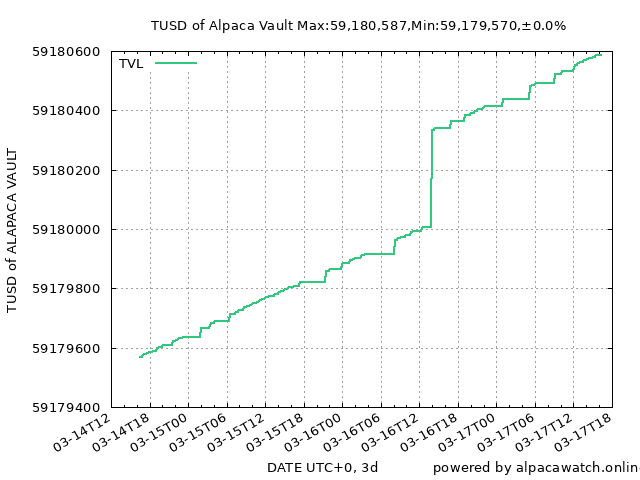 TUSD of Alpaca Vault Max:59,180,587,Min:59,179,570,±0.0%
TVL
59180600
59180400
59180200
59180000
59179800
59179600
59179400
TUSD of ALAPACA VAULT
03-14T12
03-14T18
03-15T00
03-15T06
03-15T12
03-15T18
03-16T00
03-16T06
03-16T12
03-16T18
03-17T00
03-17T06
03-17T12
03-17T18
DATE UTC+0, 3d
powered by alpacawatch.onlin